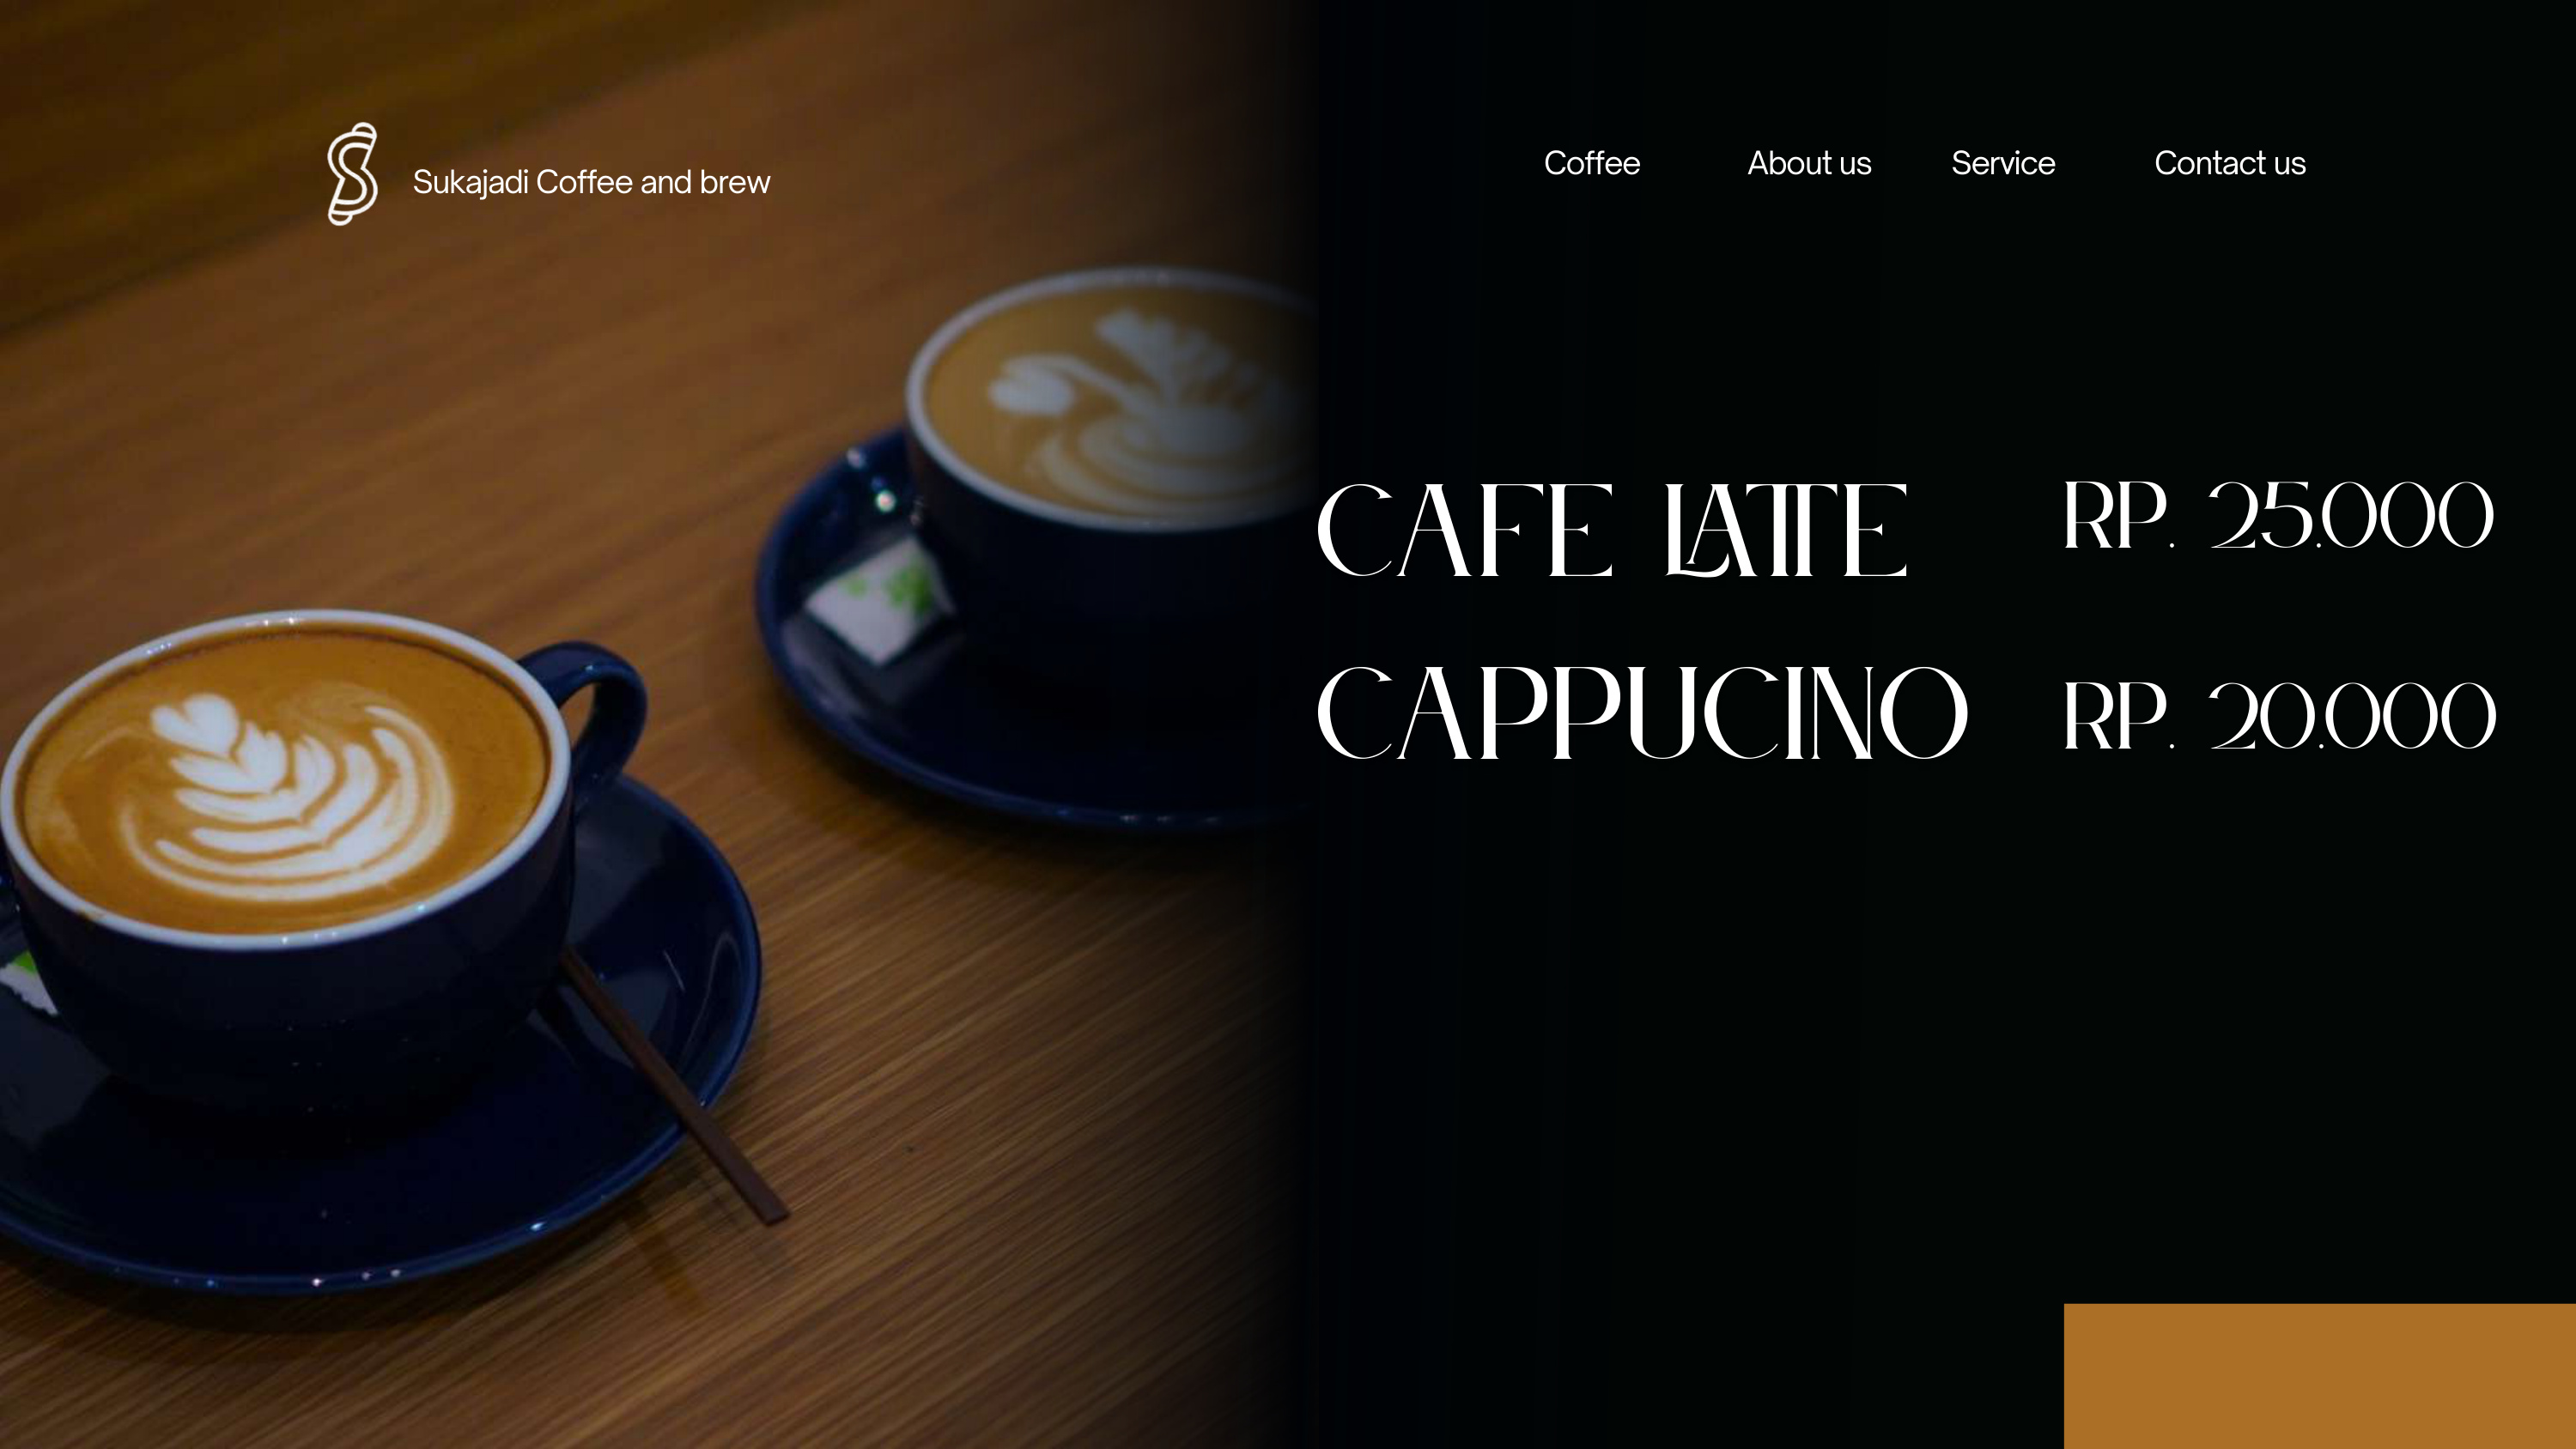 Sukajadi Coffee and brew
Coffee About us Service Contact us
CAFE LATTE RP. 25.000
CAPPUCINO RP. 20.000